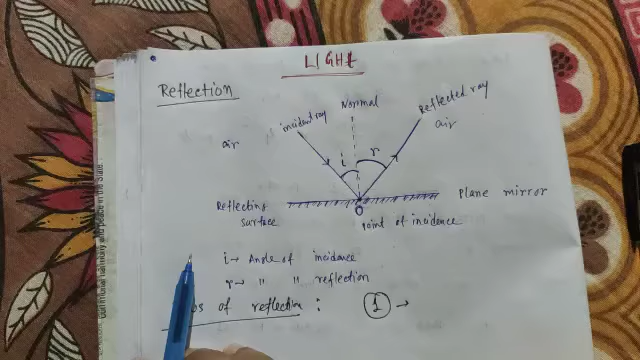 LIGHT
Reflection
Normal
incident ray
Reflected ray
air
air
i
r
Reflecting surface
Plane mirror
O
point of incidence
i → Angle of incidence
r → " " reflection
of reflection : 1 →